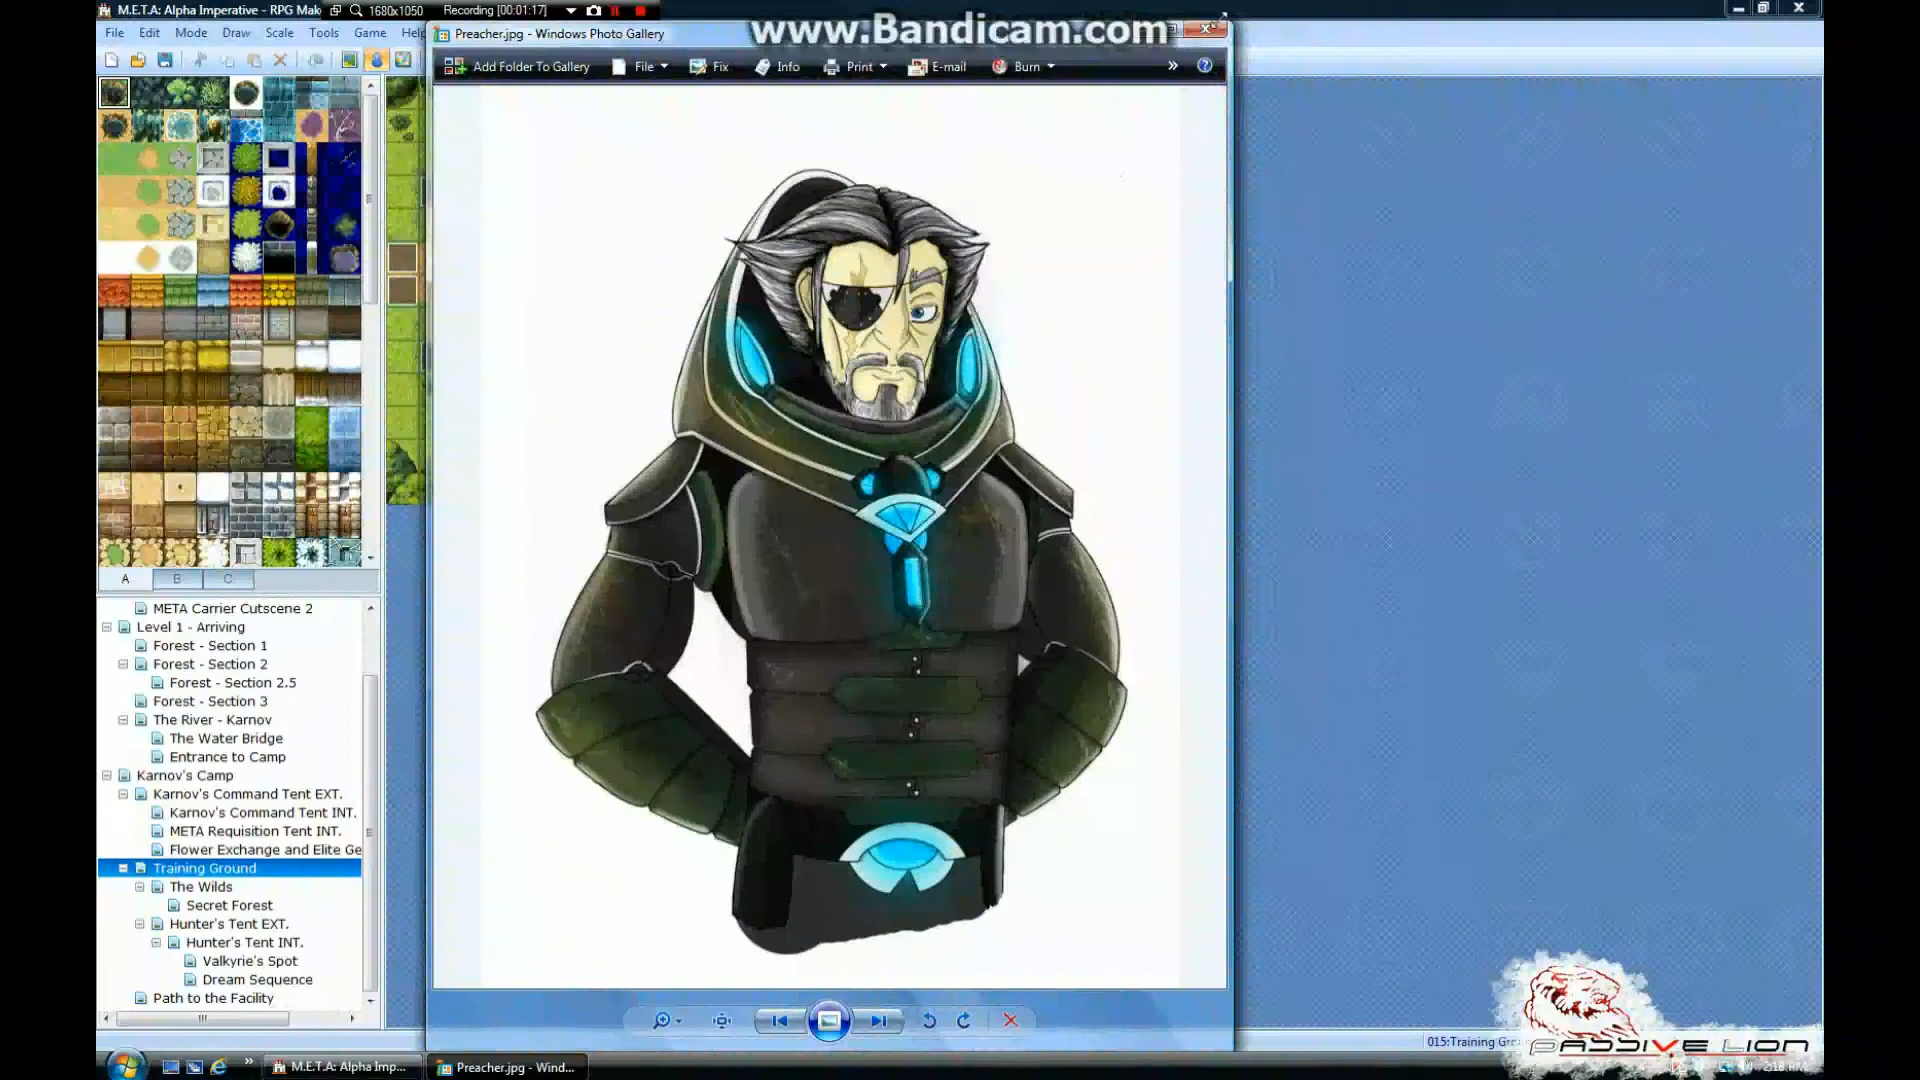 M.E.T.A: Alpha Imperative - RPG Mak
1680x1050
Recording [00:01:17]
www.Bandicam.com
File Edit Mode Draw Scale Tools Game Help
Preacher.jpg - Windows Photo Gallery
Add Folder To Gallery File Fix Info Print E-mail Burn »
A B C
META Carrier Cutscene 2
Level 1 - Arriving
Forest - Section 1
Forest - Section 2
Forest - Section 2.5
Forest - Section 3
The River - Karnov
The Water Bridge
Entrance to Camp
Karnov's Camp
Karnov's Command Tent EXT.
Karnov's Command Tent INT.
META Requisition Tent INT.
Flower Exchange and Elite Ge
Training Ground
The Wilds
Secret Forest
Hunter's Tent EXT.
Hunter's Tent INT.
Valkyrie's Spot
Dream Sequence
Path to the Facility
015:Training Gro
PASSIVE LION
» M.E.T.A: Alpha Imp... Preacher.jpg - Wind...